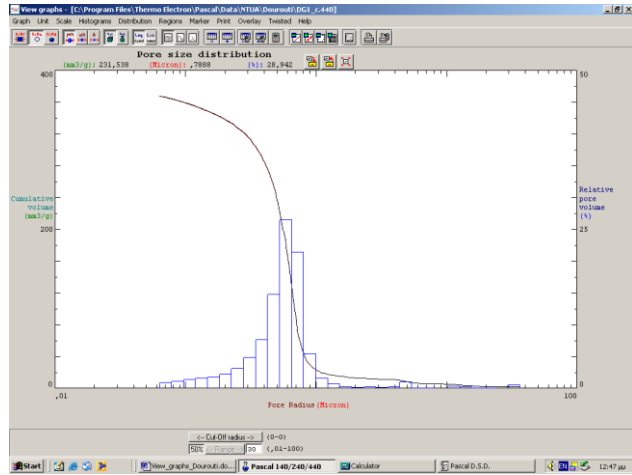 View graphs - [C:\Program Files\Thermo Electron\Pascal\Data\NTUA\Dourouti\DG1_c.440]
Graph Unit Scale Histograms Distribution Regions Marker Print Overlay Twisted Help
Pore size distribution
(mm3/g): 231,538 (Micron): ,7888 (%): 28,942
400
50
Cumulative
volume
(mm3/g)
Relative
pore
volume
(%)
200
25
0
0
,01
100
Pore Radius(Micron)
<- Cut-Off radius -> (0-0)
50% <- Range -> 30 (,01-100)
Start View_graphs_Dourouti.do... Pascal 140/240/440 Calculator Pascal D.S.D. EN 12:47 μμ